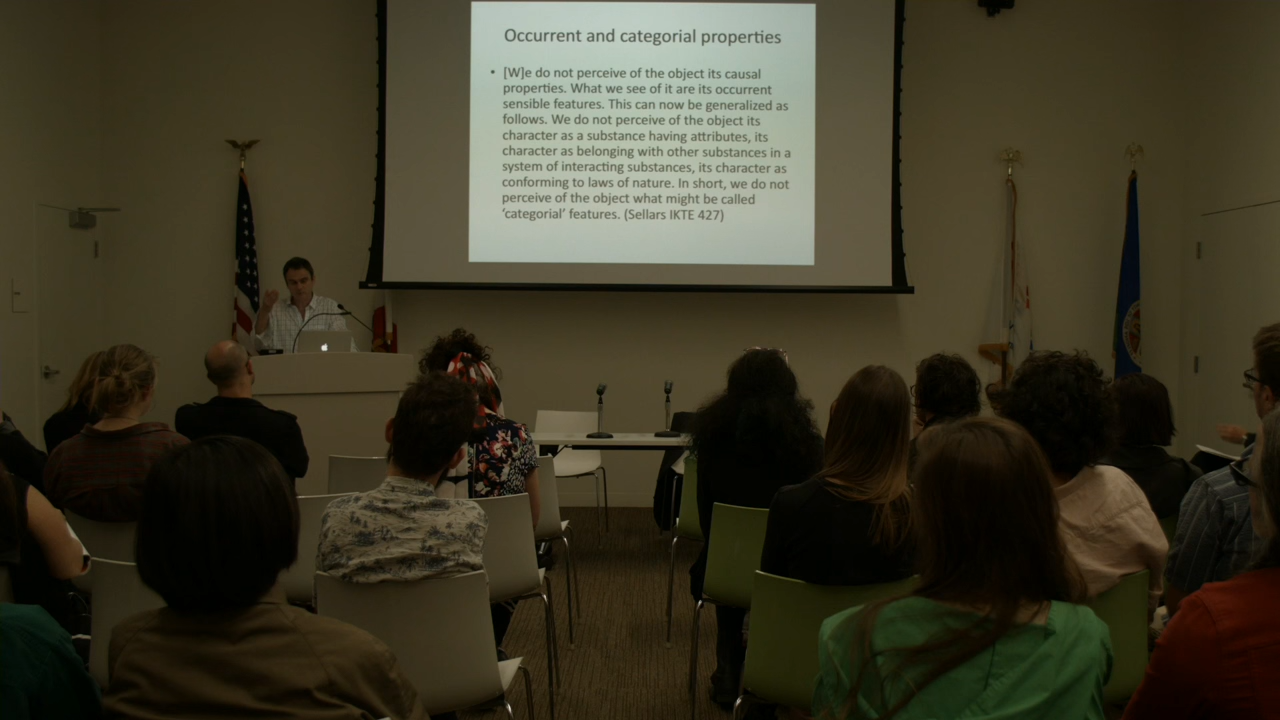 Occurrent and categorial properties
• [W]e do not perceive of the object its causal
properties. What we see of it are its occurrent
sensible features. This can now be generalized as
follows. We do not perceive of the object its
character as a substance having attributes, its
character as belonging with other substances in a
system of interacting substances, its character as
conforming to laws of nature. In short, we do not
perceive of the object what might be called
‘categorial’ features. (Sellars IKTE 427)